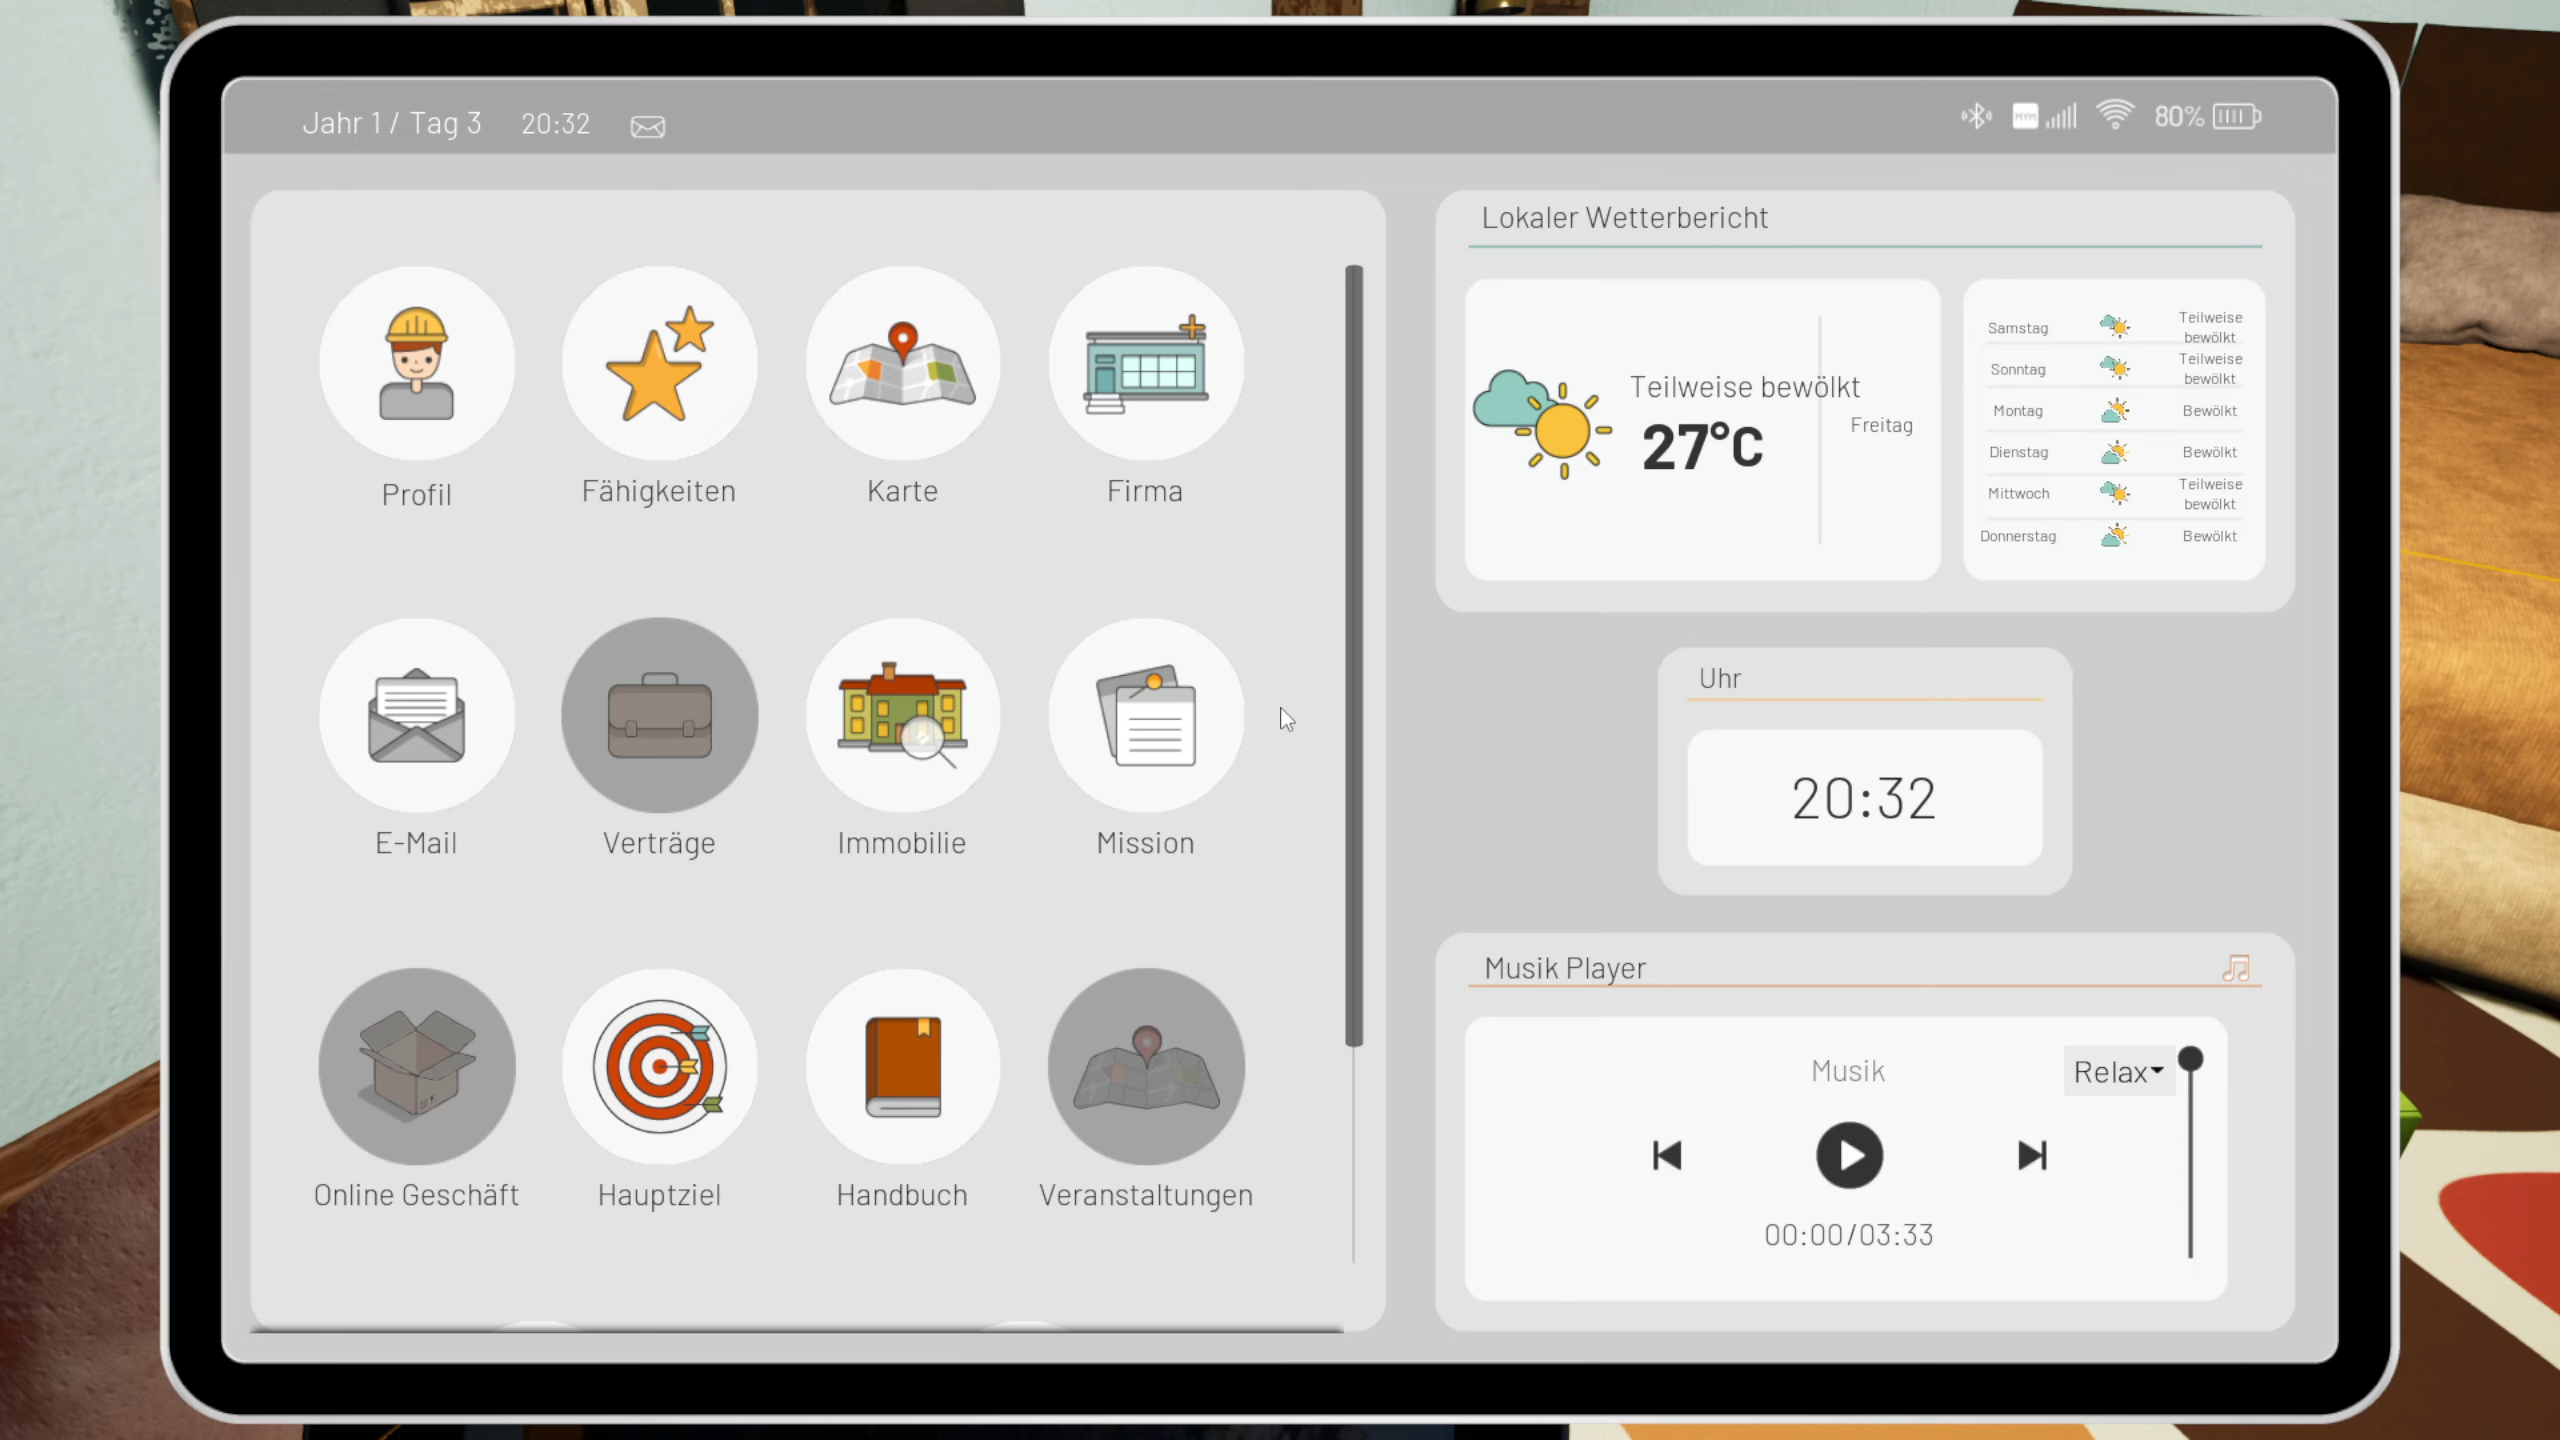 Jahr 1 / Tag 3 20:32
MYM 80%
Profil
Fähigkeiten
Karte
Firma
E-Mail
Verträge
Immobilie
Mission
Online Geschäft
Hauptziel
Handbuch
Veranstaltungen
Lokaler Wetterbericht
Teilweise bewölkt
27°C
Freitag
Samstag Teilweise
bewölkt
Sonntag Teilweise
bewölkt
Montag Bewölkt
Dienstag Bewölkt
Mittwoch Teilweise
bewölkt
Donnerstag Bewölkt
Uhr
20:32
Musik Player
Musik
Relax
00:00/03:33